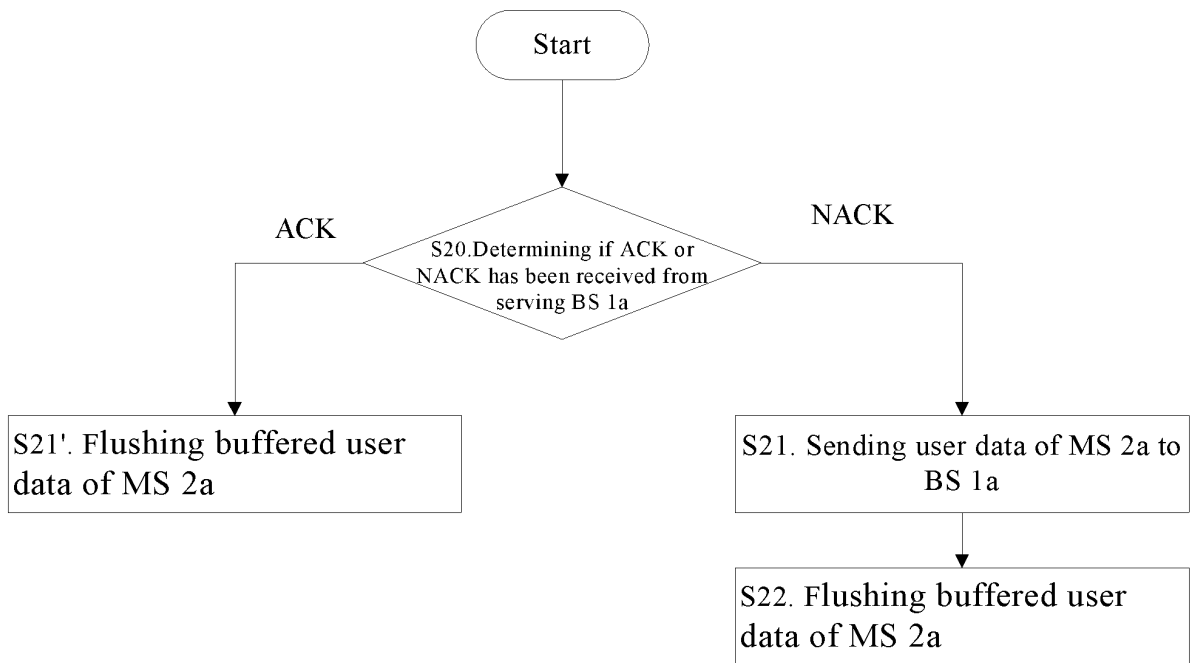 Start
ACK
NACK
S20.Determining if ACK or
NACK has been received from
serving BS 1a
S21'. Flushing buffered user
data of MS 2a
S21. Sending user data of MS 2a to
BS 1a
S22. Flushing buffered user
data of MS 2a